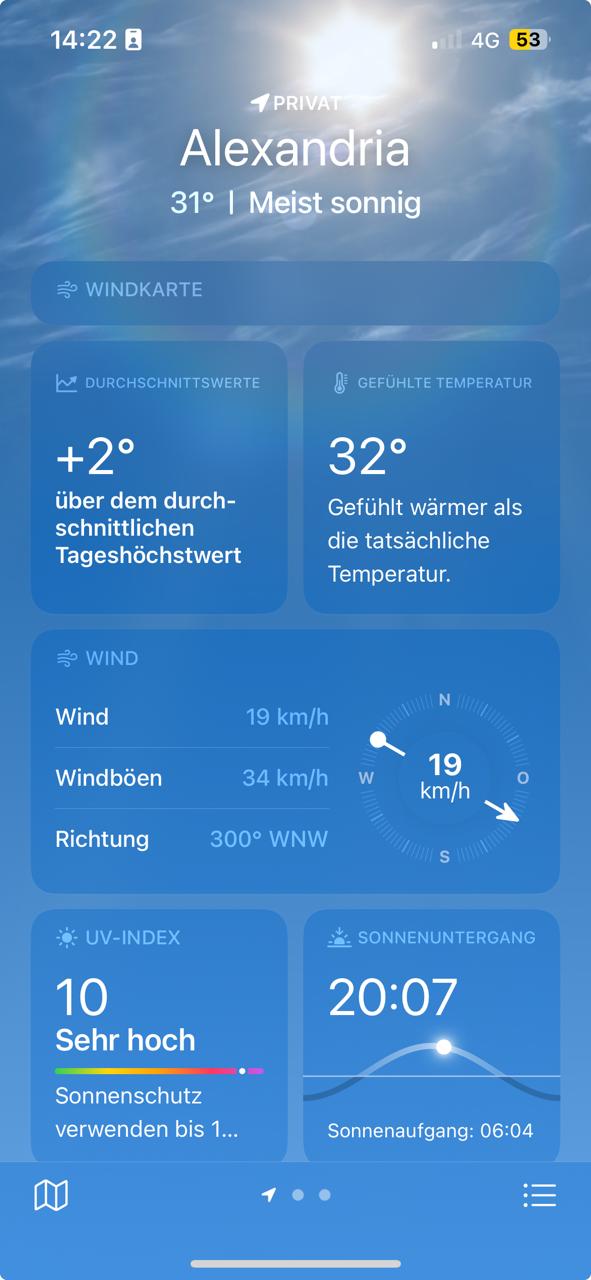 14:22 4G 53
PRIVAT
Alexandria
31° | Meist sonnig
WINDKARTE
DURCHSCHNITTSWERTE
+2°
über dem durch-
schnittlichen
Tageshöchstwert
GEFÜHLTE TEMPERATUR
32°
Gefühlt wärmer als
die tatsächliche
Temperatur.
WIND
Wind 19 km/h
Windböen 34 km/h
Richtung 300° WNW
N
W
O
S
19
km/h
UV-INDEX
10
Sehr hoch
Sonnenschutz
verwenden bis 1...
SONNENUNTERGANG
20:07
Sonnenaufgang: 06:04